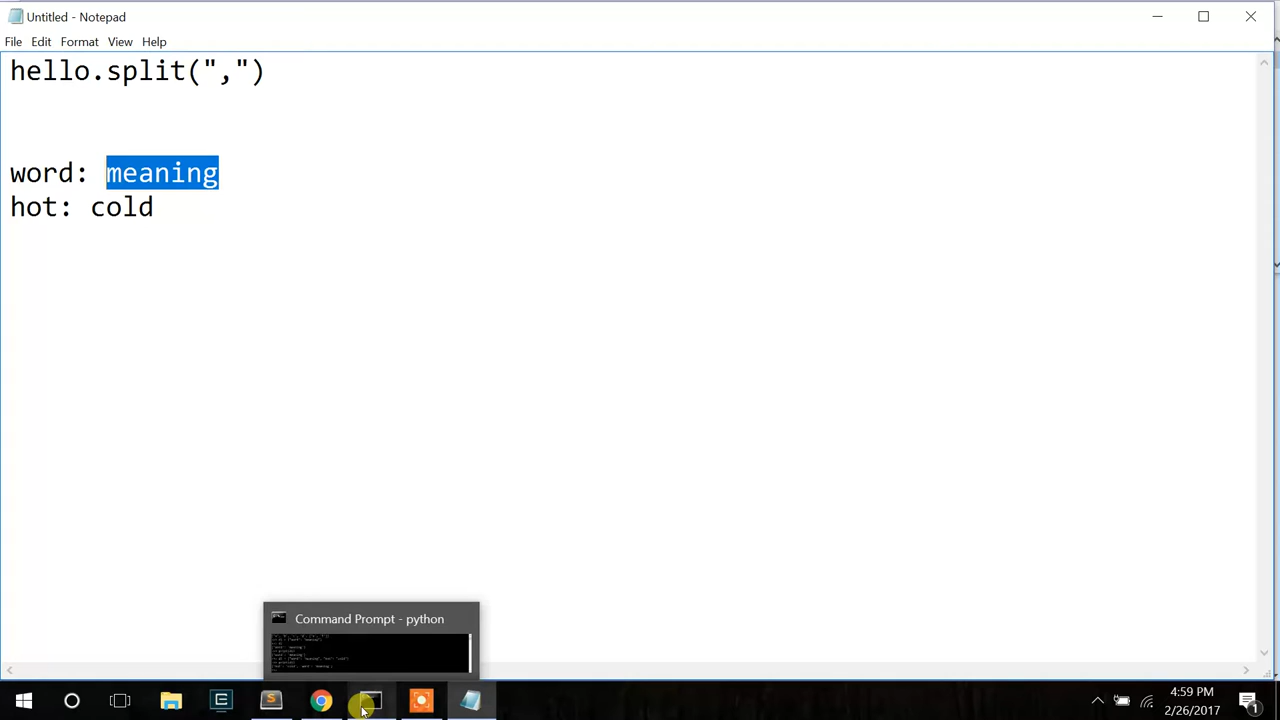 Untitled - Notepad
File Edit Format View Help
hello.split(",")
word: meaning
hot: cold
Command Prompt - python
4:59 PM
2/26/2017
1